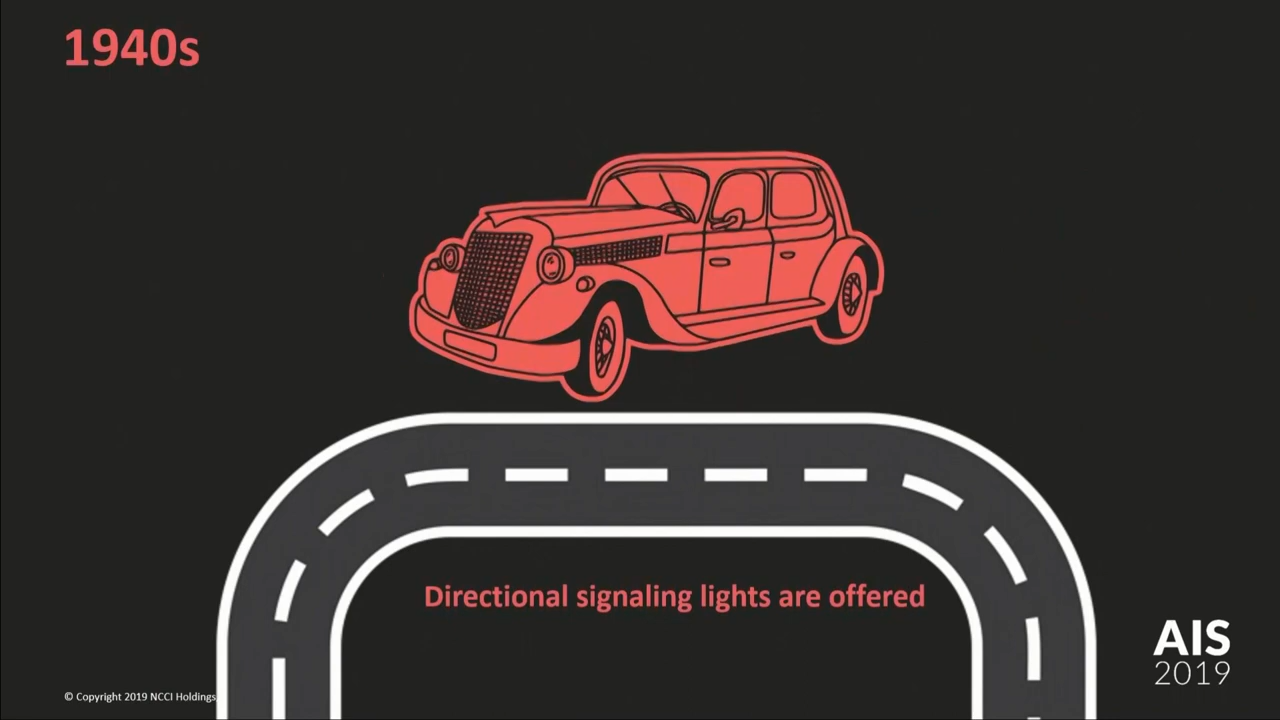 1940s
Directional signaling lights are offered
AIS
2019
© Copyright 2019 NCCI Holdings